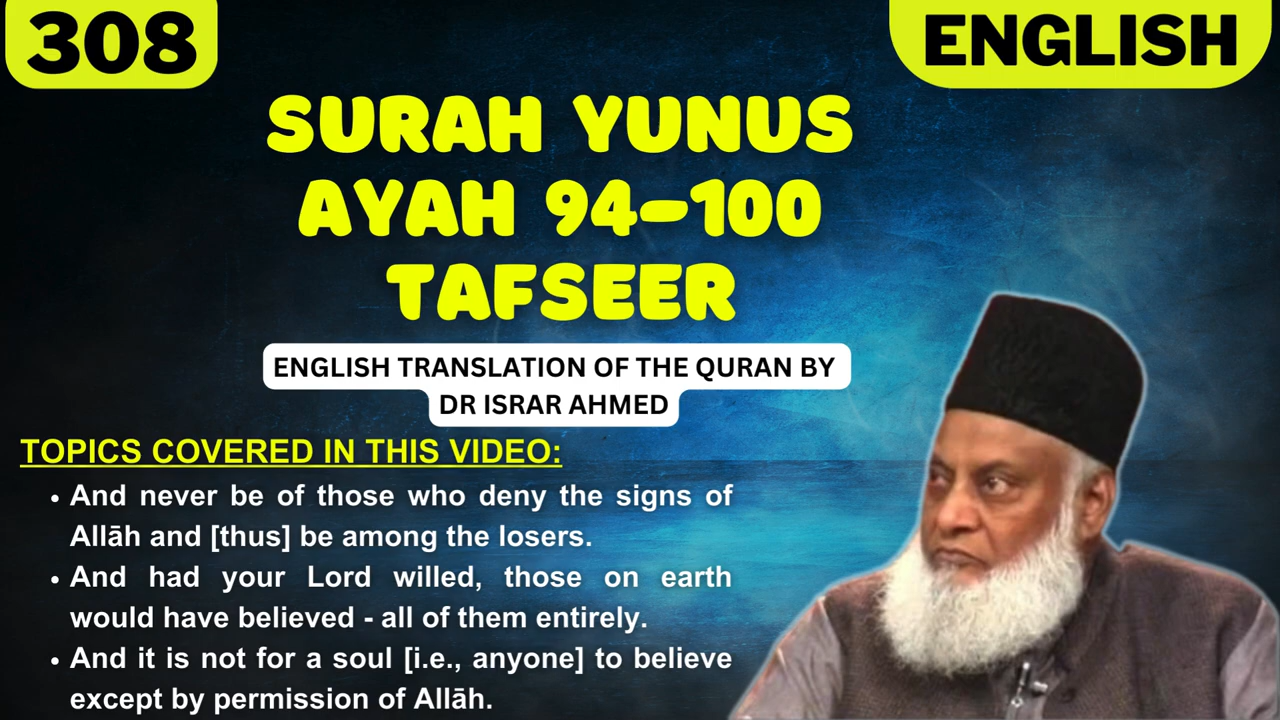 308
ENGLISH
SURAH YUNUS
AYAH 94-100
TAFSEER
ENGLISH TRANSLATION OF THE QURAN BY
DR ISRAR AHMED
TOPICS COVERED IN THIS VIDEO:
• And never be of those who deny the signs of
Allāh and [thus] be among the losers.
• And had your Lord willed, those on earth
would have believed - all of them entirely.
• And it is not for a soul [i.e., anyone] to believe
except by permission of Allāh.